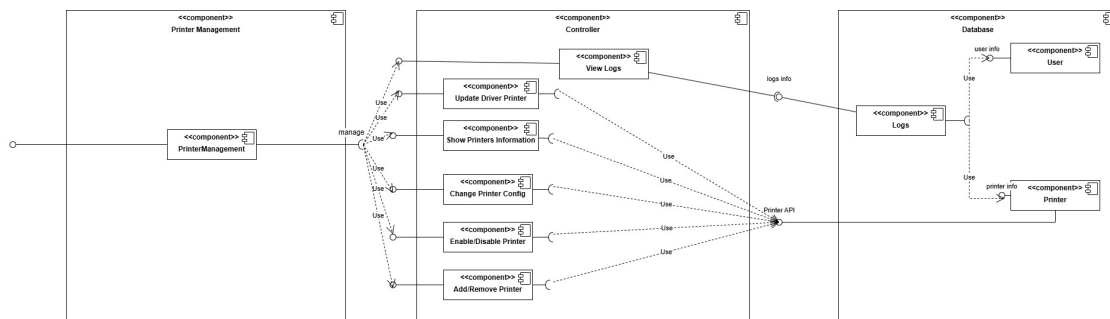 <<component>>
Printer Management
<<component>>
PrinterManagement
manage
Use
Use
Use
Use
Use
Use
<<component>>
Controller
<<component>>
View Logs
<<component>>
Update Driver Printer
<<component>>
Show Printers Information
<<component>>
Change Printer Config
<<component>>
Enable/Disable Printer
<<component>>
Add/Remove Printer
Use
Use
Use
Use
Use
logs info
Printer API
<<component>>
Database
<<component>>
Logs
Use
user info
<<component>>
User
Use
printer info
<<component>>
Printer